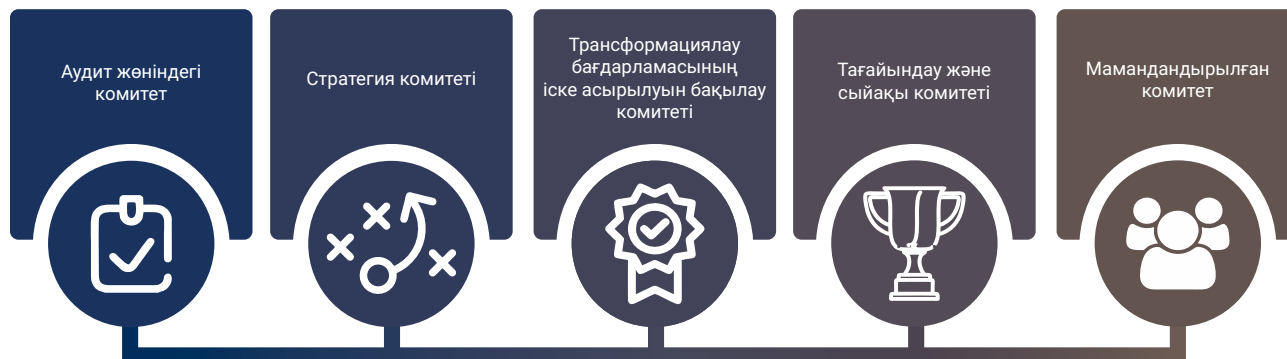 Аудит жөніндегі
комитет
Стратегия комитеті
Трансформациялау
бағдарламасының
іске асырылуын бақылау
комитеті
Тағайындау және
сыйақы комитеті
Мамандандырылған
комитет